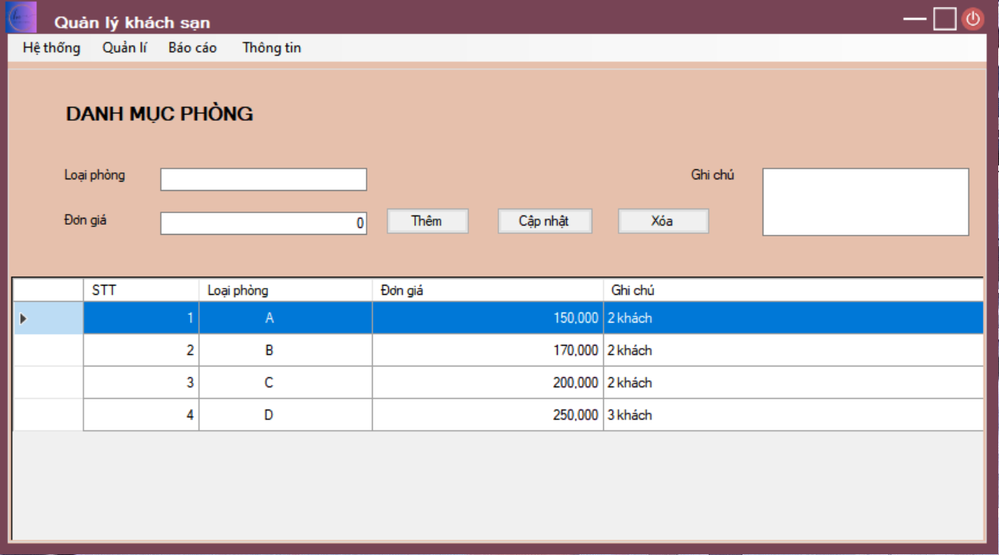 Quản lý khách sạn
Hệ thống Quản lí Báo cáo Thông tin
DANH MỤC PHÒNG
Loại phòng Ghi chú
Đơn giá 0 Thêm Cập nhật Xóa
STT Loại phòng Đơn giá Ghi chú
1 A 150,000 2 khách
2 B 170,000 2 khách
3 C 200,000 2 khách
4 D 250,000 3 khách